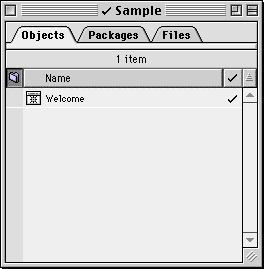 ✓ Sample
Objects Packages Files
1 item
Name ✓
Welcome ✓